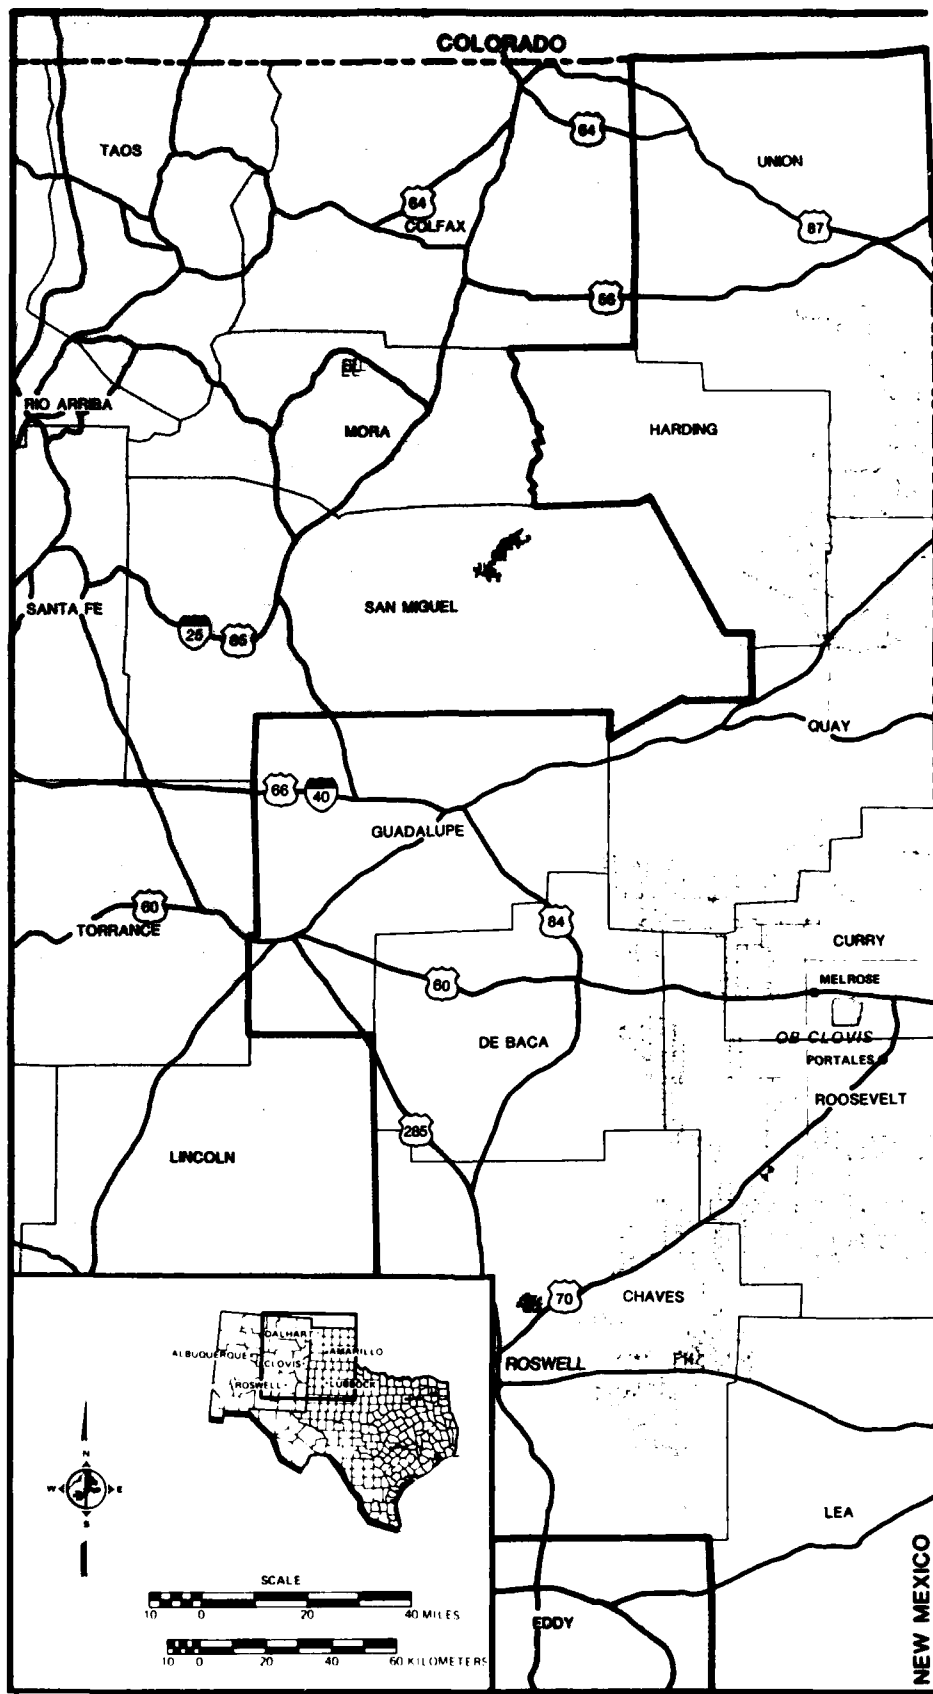 COLORADO
TAOS
64
UNION
64
COLFAX
87
56
RIO ARRIBA
MORA
HARDING
SANTA FE
SAN MIGUEL
25
85
QUAY
66
40
GUADALUPE
60
TORRANCE
84
CURRY
60
MELROSE
DE BACA
OB CLOVIS
PORTALES
ROOSEVELT
285
LINCOLN
70
CHAVES
ROSWELL
DALHART
ALBUQUERQUE
AMARILLO
CLOVIS
ROSWELL
LUBBOCK
N
W
E
S
LEA
SCALE
10 0 20 40 MILES
10 0 20 40 60 KILOMETERS
EDDY
NEW MEXICO